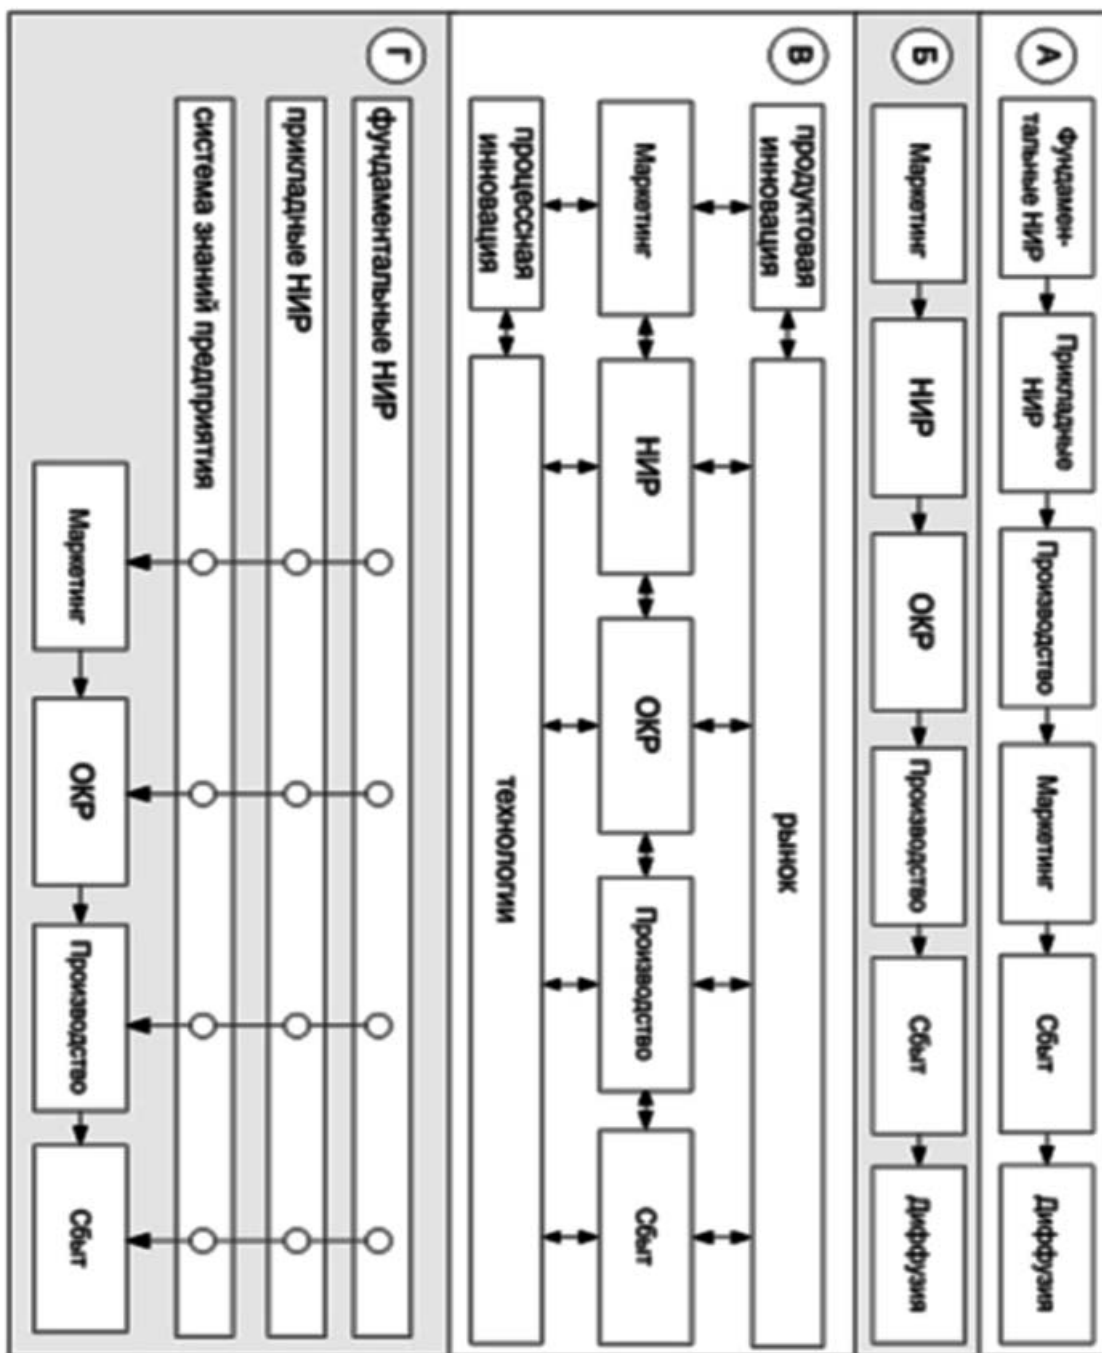 А
Фундамен-
тальные НИР
Прикладные
НИР
Производство
Маркетинг
Сбыт
Диффузия
Б
Маркетинг
НИР
ОКР
Производство
Сбыт
Диффузия
В
продуктовая
инновация
рынок
Маркетинг
НИР
ОКР
Производство
Сбыт
процессная
инновация
технологии
Г
фундаментальные НИР
прикладные НИР
система знаний предприятия
Маркетинг
ОКР
Производство
Сбыт